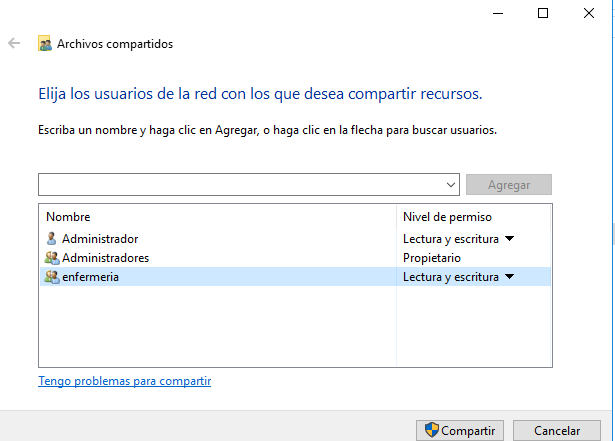 Archivos compartidos
Elija los usuarios de la red con los que desea compartir recursos.
Escriba un nombre y haga clic en Agregar, o haga clic en la flecha para buscar usuarios.
Agregar
Nombre Nivel de permiso
Administrador Lectura y escritura
Administradores Propietario
enfermeria Lectura y escritura
Tengo problemas para compartir
Compartir Cancelar